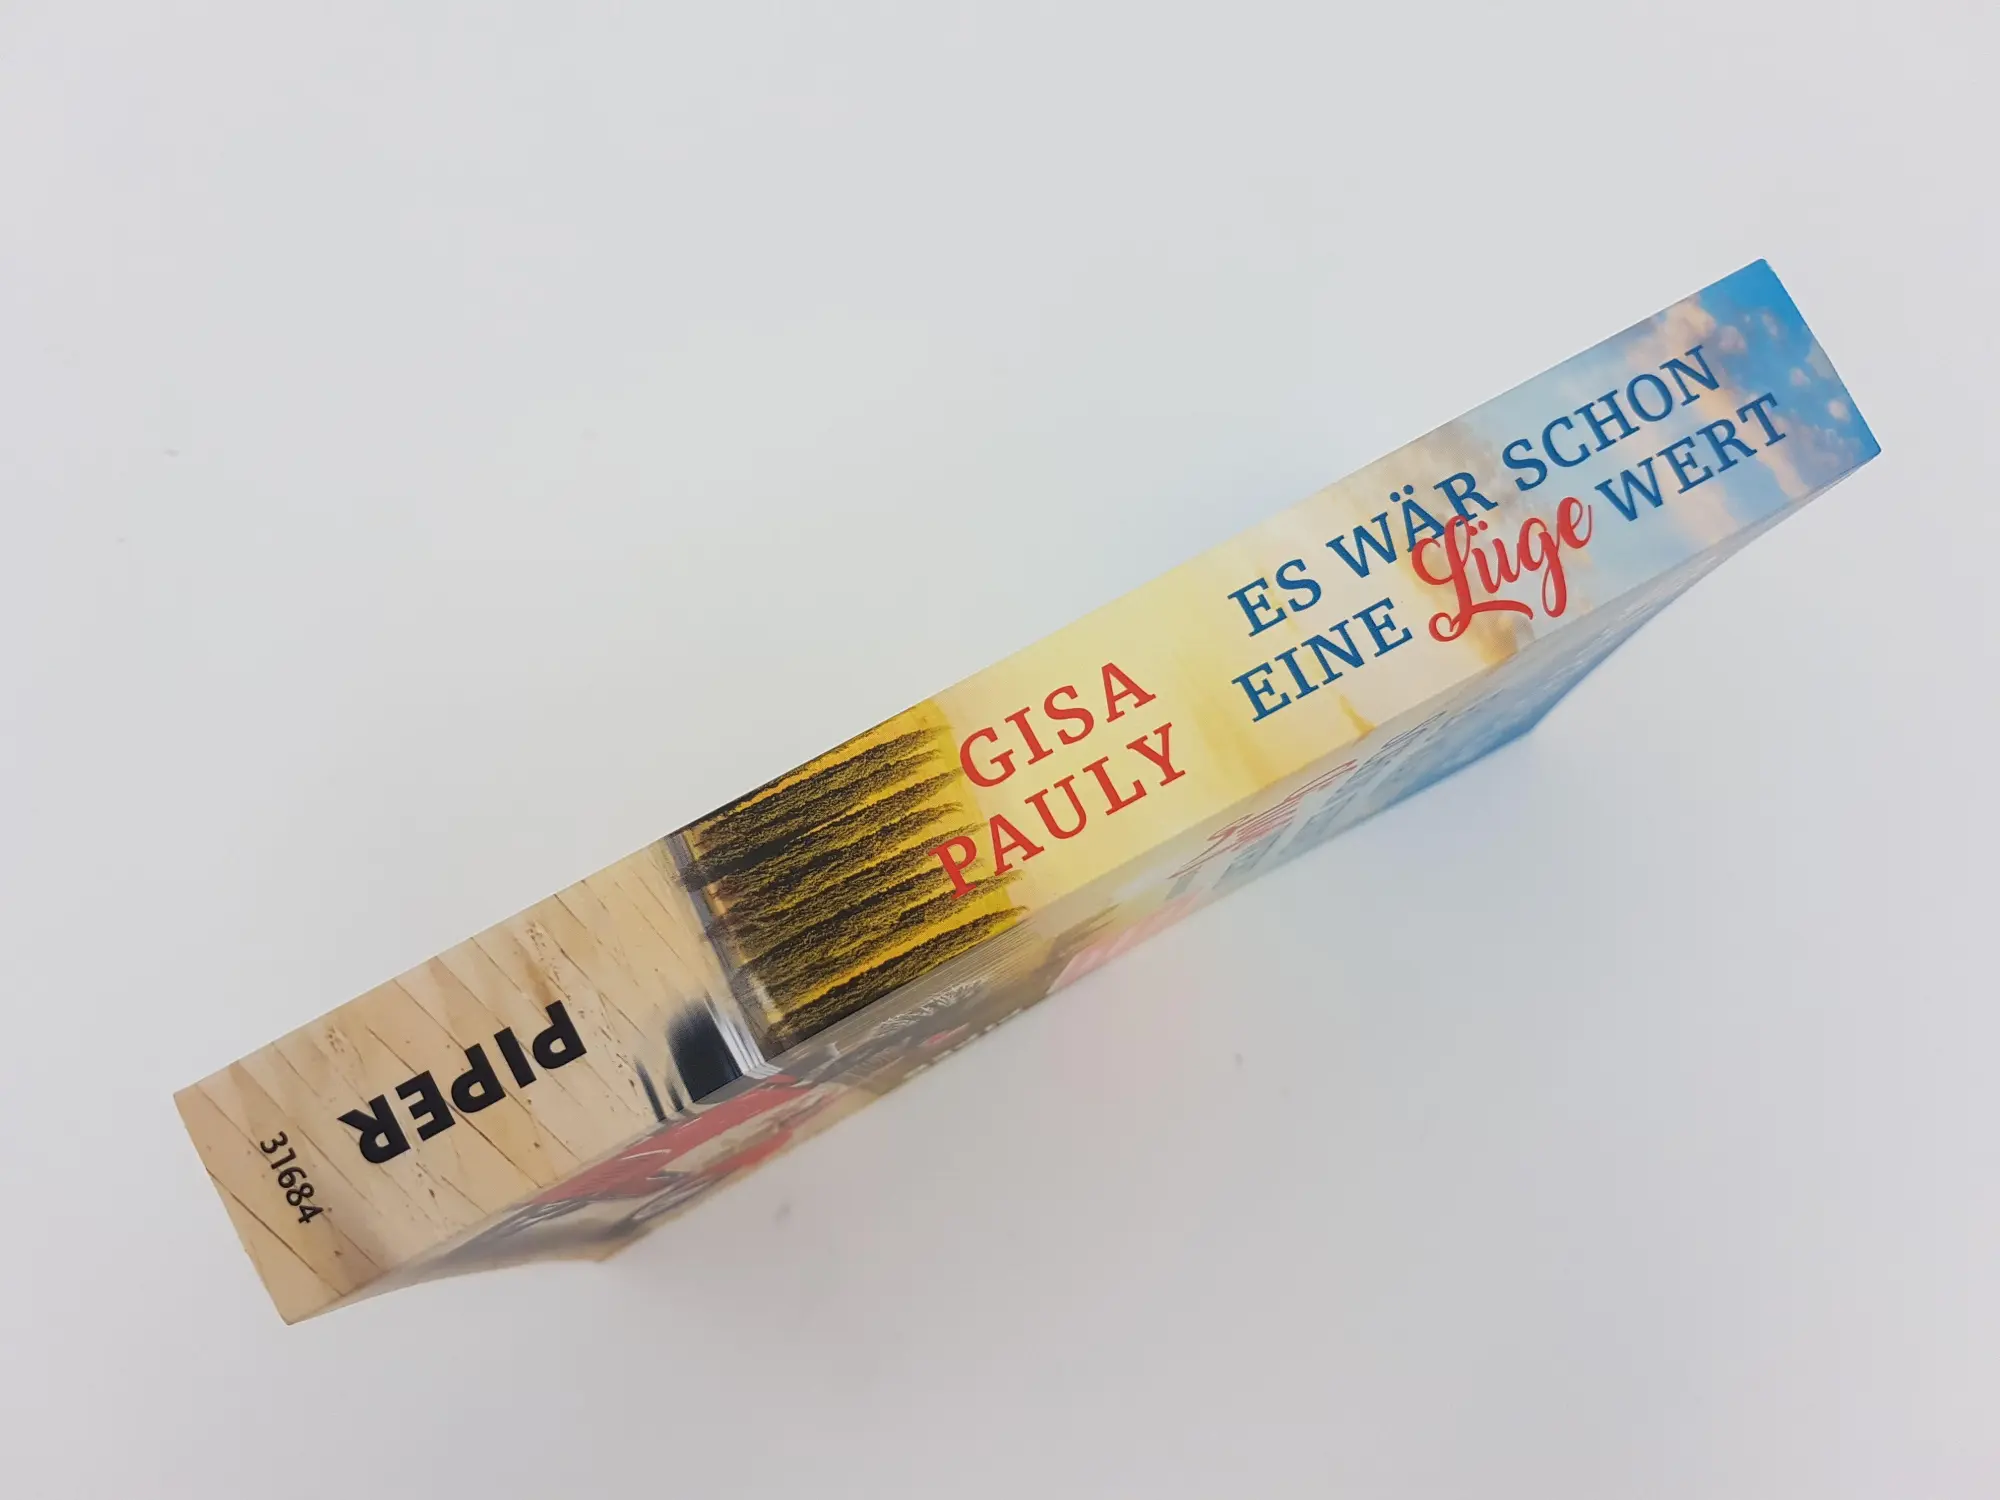 GISA
PAULY
ES WÄR SCHON
EINE Lüge WERT
PIPER
31684